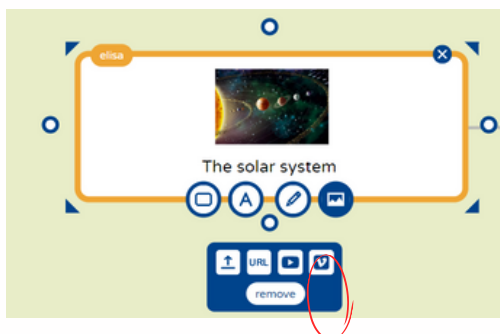 elisa
The solar system
A
URL
remove